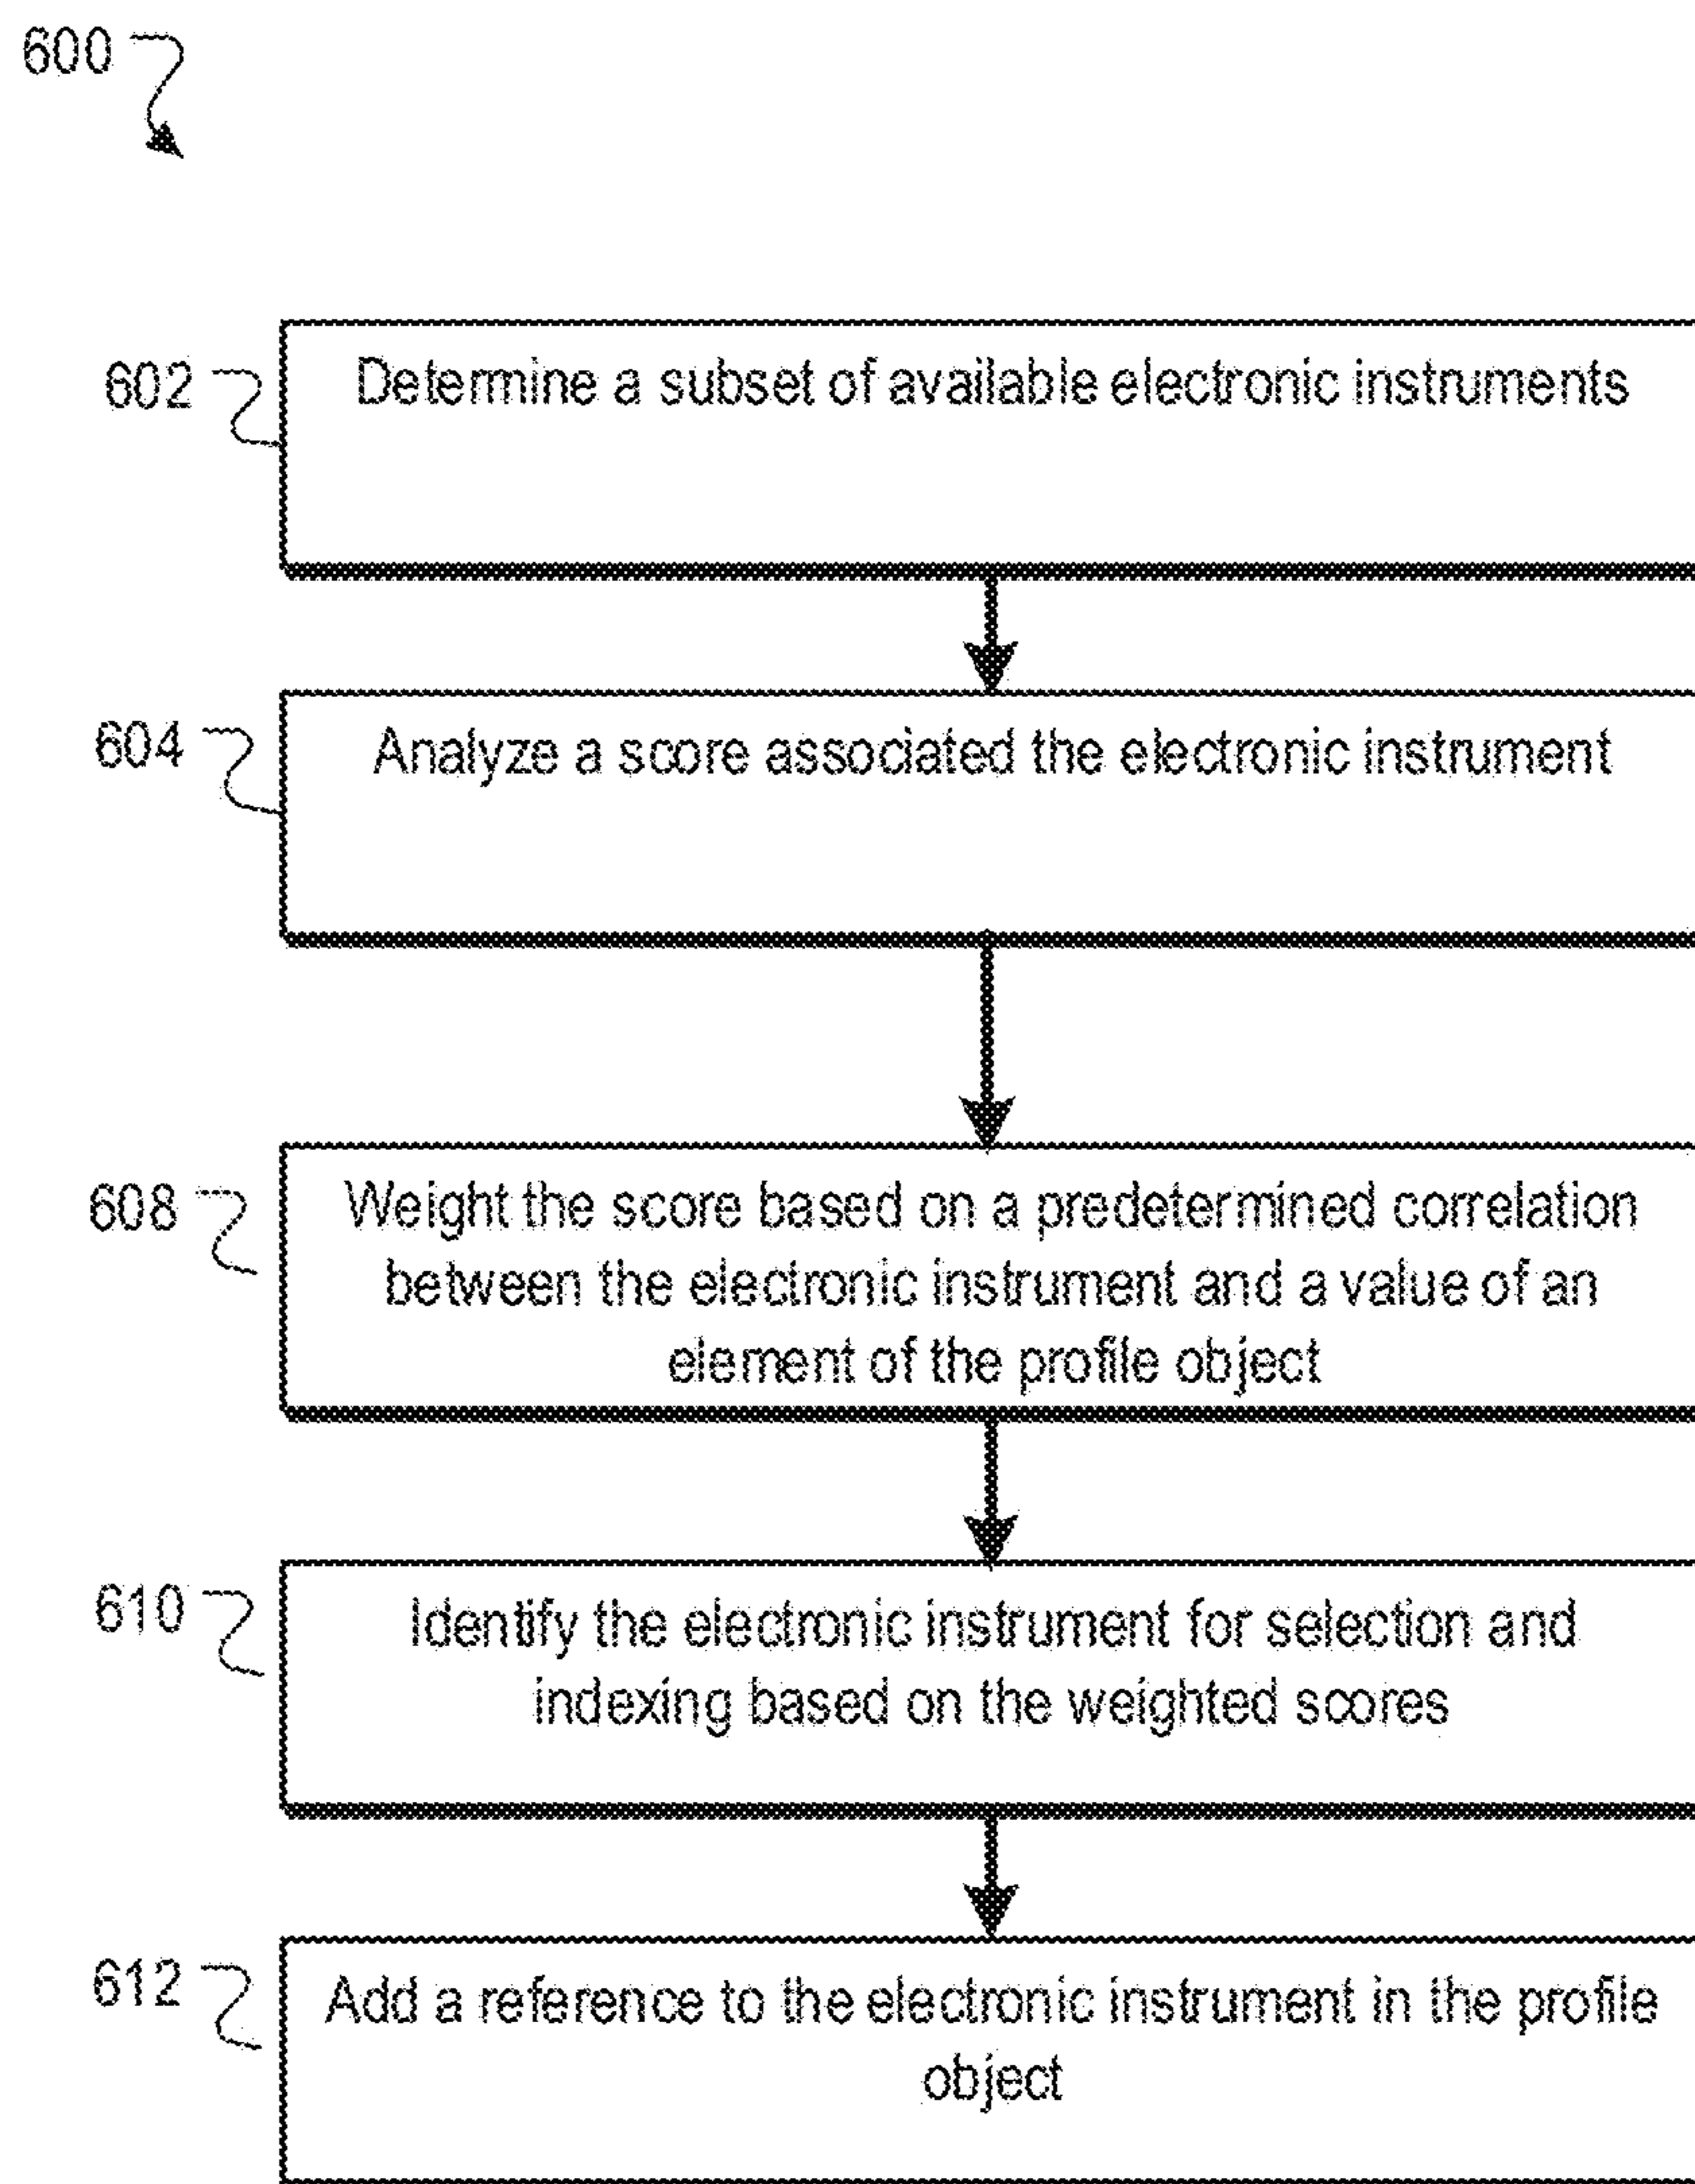 600
602
Determine a subset of available electronic instruments
604
Analyze a score associated the electronic instrument
608
Weight the score based on a predetermined correlation
between the electronic instrument and a value of an
element of the profile object
610
Identify the electronic instrument for selection and
indexing based on the weighted scores
612
Add a reference to the electronic instrument in the profile
object